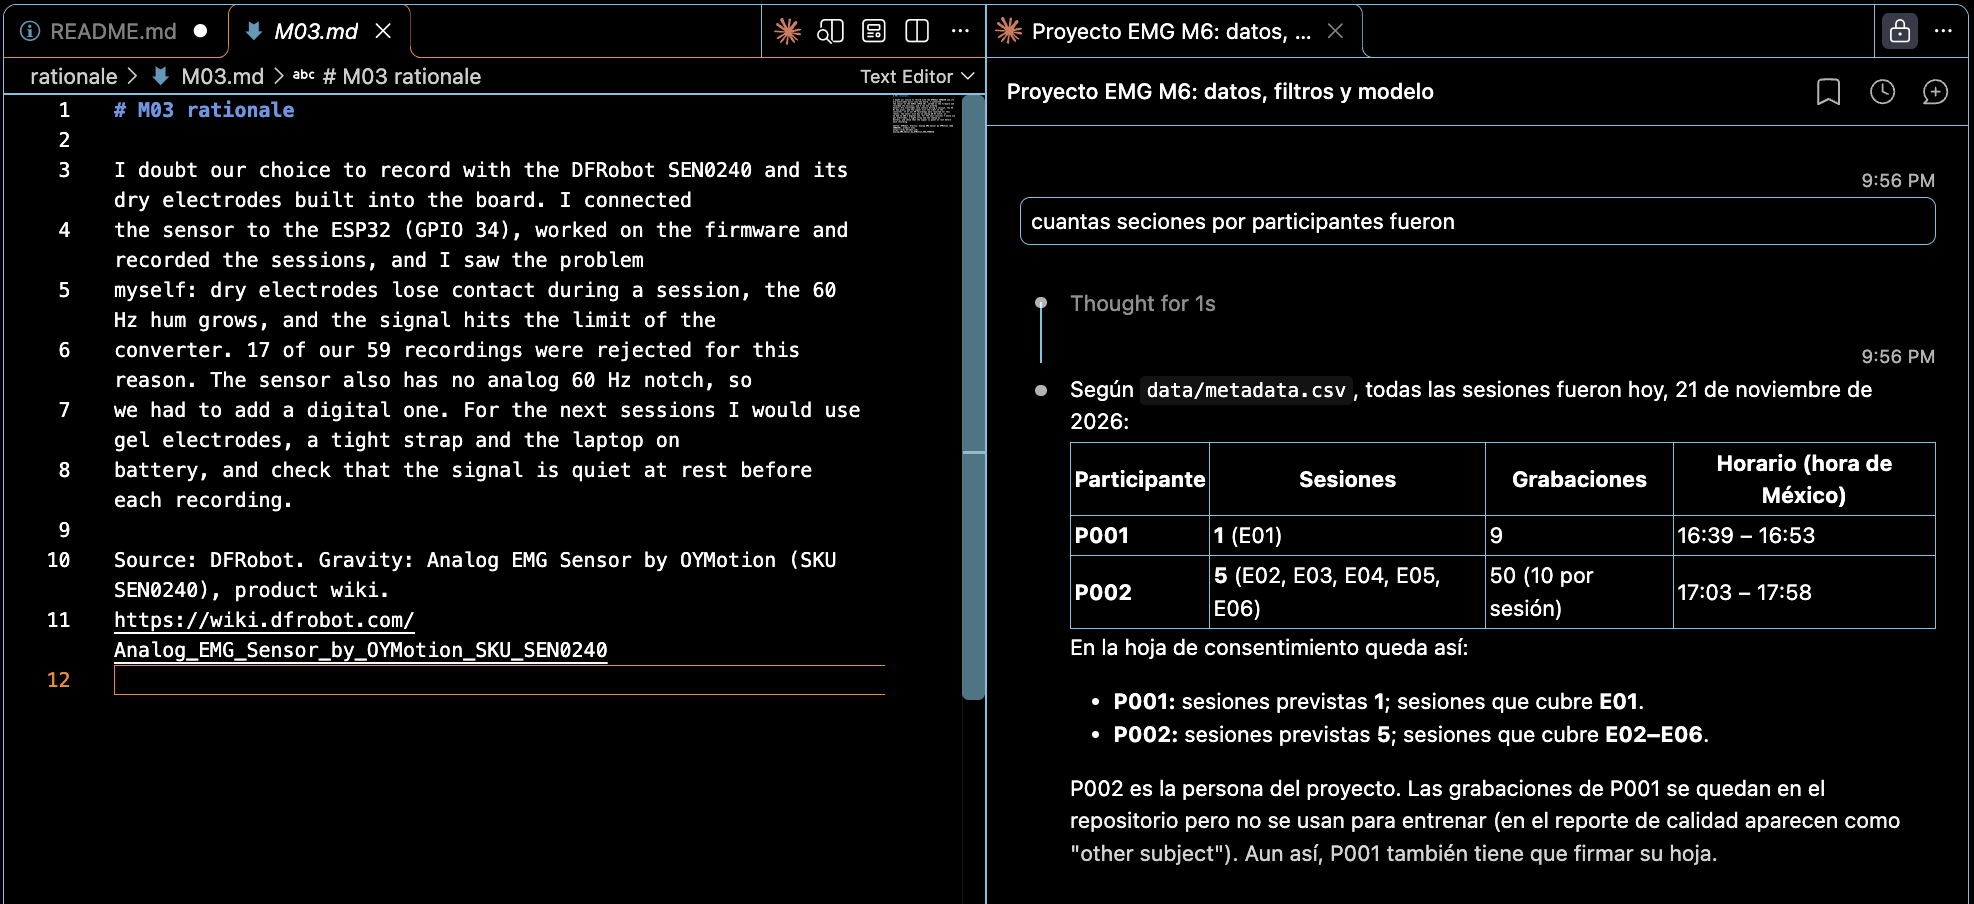 README.md
M03.md
Proyecto EMG M6: datos, ...
rationale > M03.md > abc # M03 rationale
Text Editor
1 # M03 rationale
2
3 I doubt our choice to record with the DFRobot SEN0240 and its
dry electrodes built into the board. I connected
4 the sensor to the ESP32 (GPIO 34), worked on the firmware and
recorded the sessions, and I saw the problem
5 myself: dry electrodes lose contact during a session, the 60
Hz hum grows, and the signal hits the limit of the
6 converter. 17 of our 59 recordings were rejected for this
reason. The sensor also has no analog 60 Hz notch, so
7 we had to add a digital one. For the next sessions I would use
gel electrodes, a tight strap and the laptop on
8 battery, and check that the signal is quiet at rest before
each recording.
9
10 Source: DFRobot. Gravity: Analog EMG Sensor by OYMotion (SKU
SEN0240), product wiki.
11 https://wiki.dfrobot.com/
Analog_EMG_Sensor_by_OYMotion_SKU_SEN0240
12
Proyecto EMG M6: datos, filtros y modelo
9:56 PM
cuantas seciones por participantes fueron
Thought for 1s
9:56 PM
Según data/metadata.csv, todas las sesiones fueron hoy, 21 de noviembre de
2026:
Participante Sesiones Grabaciones Horario (hora de
México)
P001 1 (E01) 9 16:39 – 16:53
P002 5 (E02, E03, E04, E05,
E06) 50 (10 por
sesión) 17:03 – 17:58
En la hoja de consentimiento queda así:
• P001: sesiones previstas 1; sesiones que cubre E01.
• P002: sesiones previstas 5; sesiones que cubre E02–E06.
P002 es la persona del proyecto. Las grabaciones de P001 se quedan en el
repositorio pero no se usan para entrenar (en el reporte de calidad aparecen como
"other subject"). Aun así, P001 también tiene que firmar su hoja.